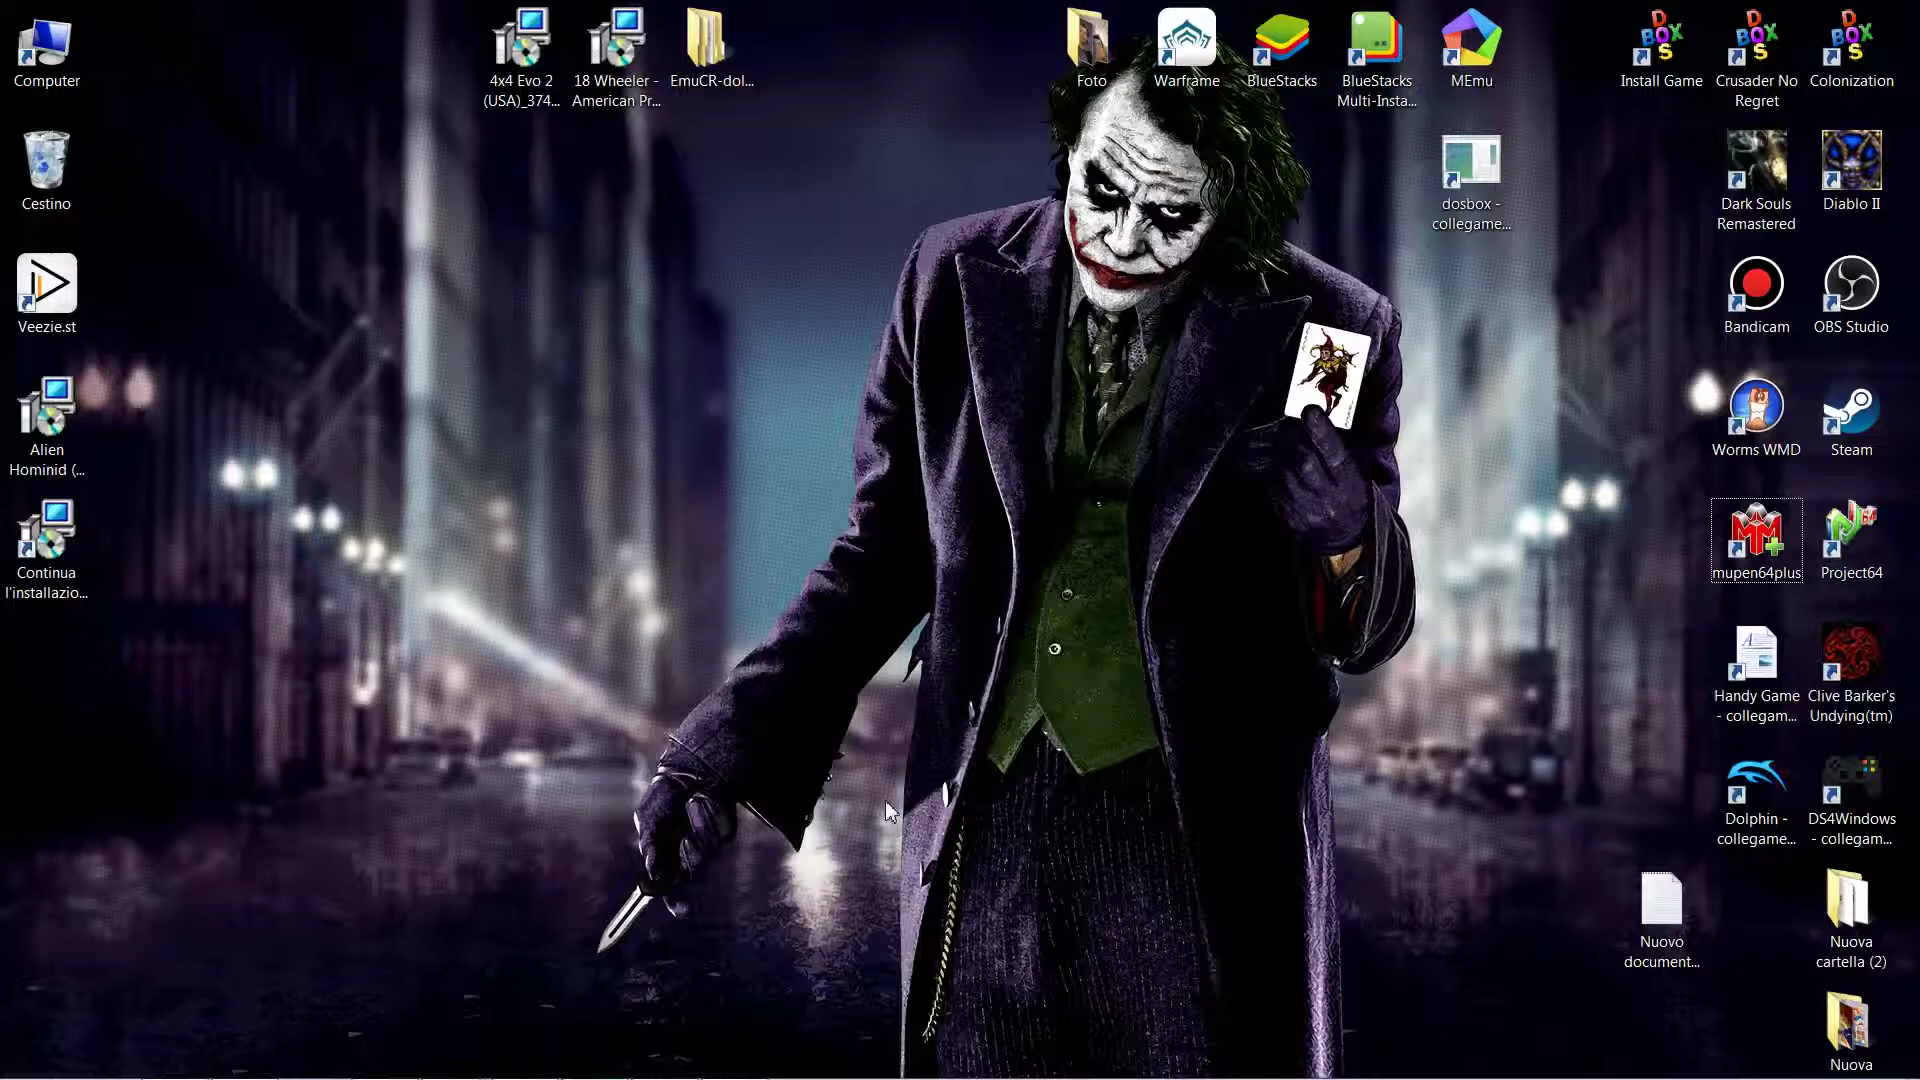 Computer
4x4 Evo 2
(USA)_374...
18 Wheeler -
American Pr...
EmuCR-dol...
Foto
Warframe
BlueStacks
BlueStacks
Multi-Insta...
MEmu
Install Game
Crusader No
Regret
Colonization
Cestino
dosbox -
collegame...
Dark Souls
Remastered
Diablo II
Veezie.st
Bandicam
OBS Studio
Alien
Hominid (...
Worms WMD
Steam
Continua
l'installazio...
mupen64plus
Project64
Handy Game
- collegam...
Clive Barker's
Undying(tm)
Dolphin -
collegame...
DS4Windows
- collegam...
Nuovo
document...
Nuova
cartella (2)
Nuova